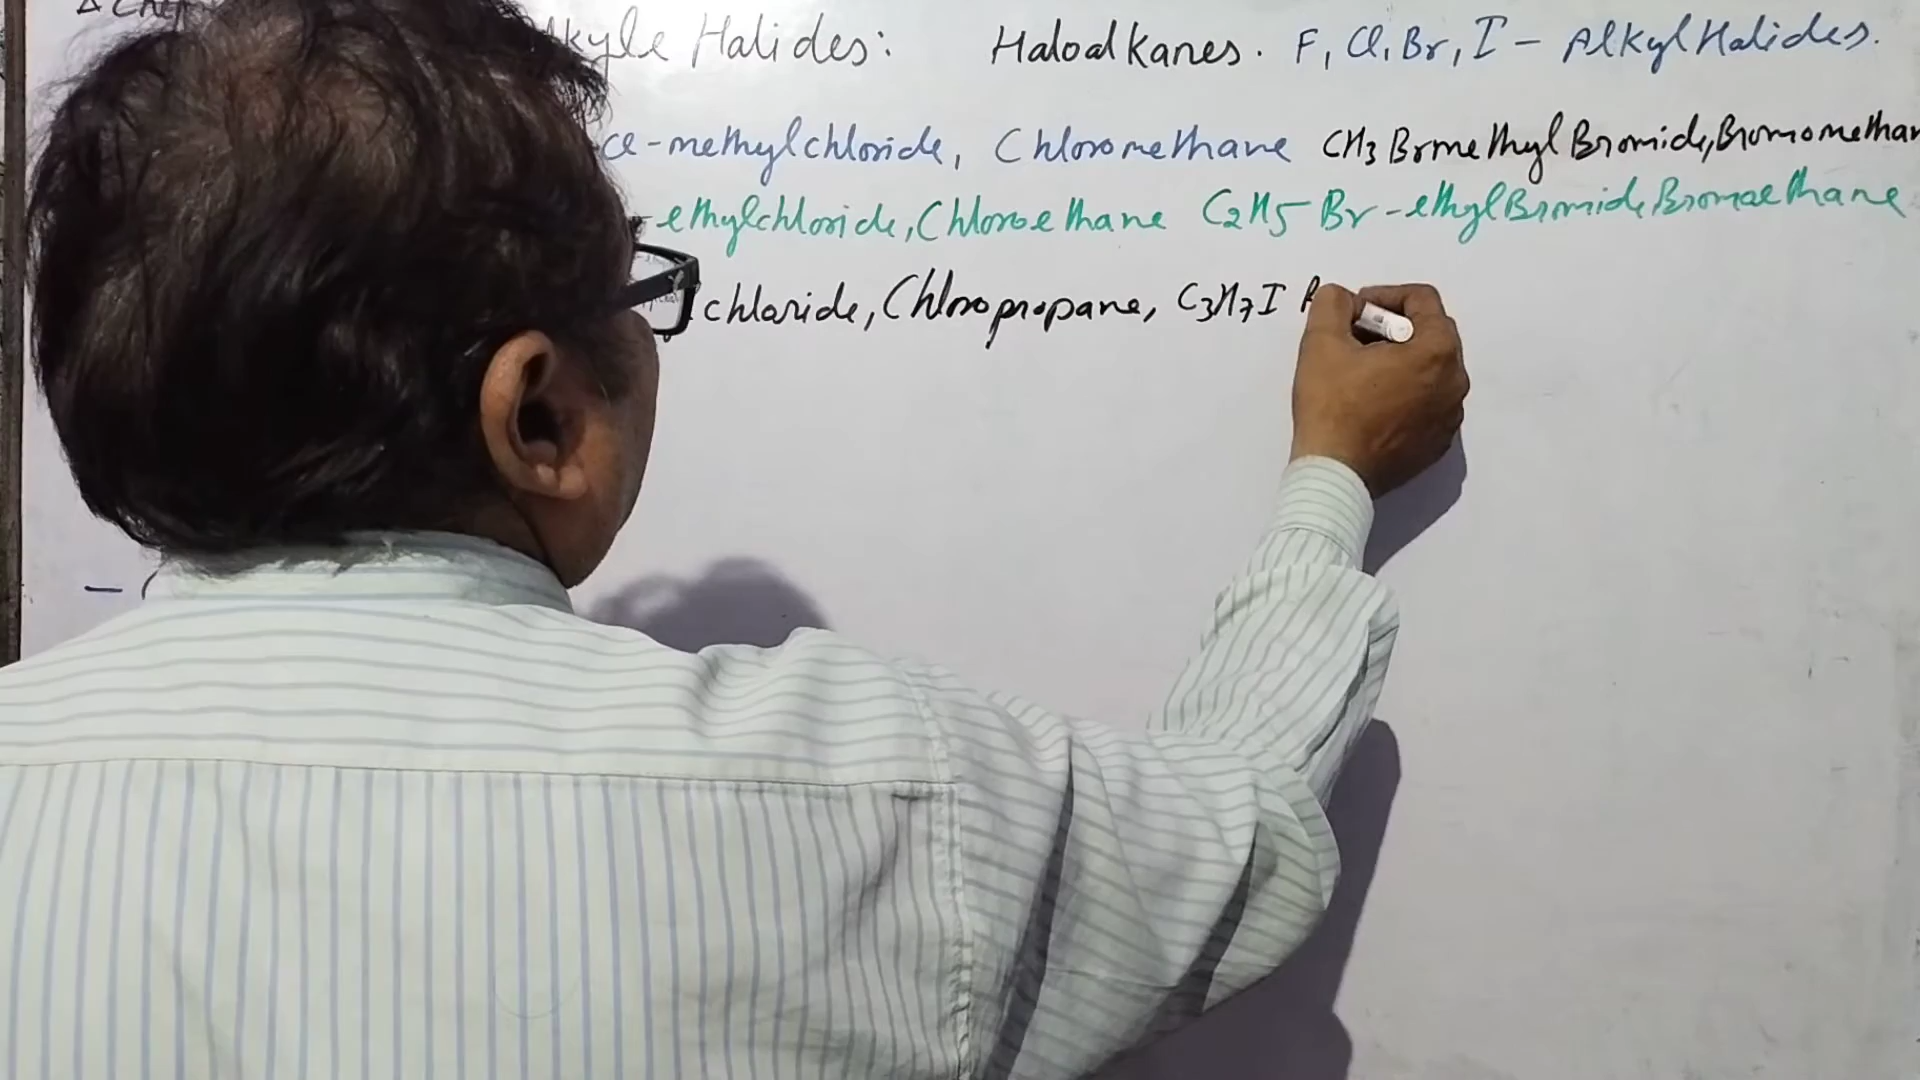 Halides: Haloalkanes. F, Cl, Br, I - Alkyl Halides.
Cl-methylchloride, Chloromethane CH3 Br methyl Bromide, Bromomethan
- ethylchloride, Chloroethane C2H5-Br-ethyl Bromide Bromoethane
chloride, Chloropropane, C3H7I